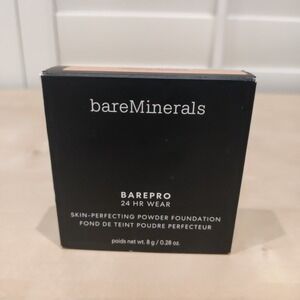 bareMinerals
BAREPRO
24 HR WEAR
SKIN-PERFECTING POWDER FOUNDATION
FOND DE TEINT POUDRE PERFECTEUR
poids net wt. 8 g / 0.28 oz.